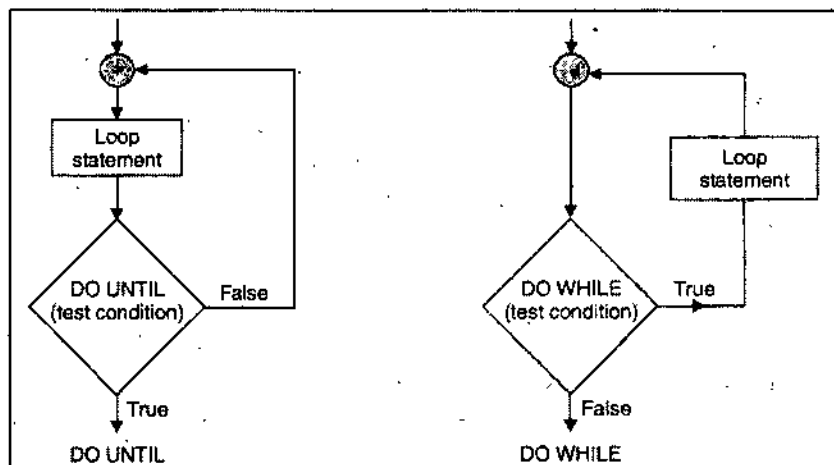 Loop
statement
DO UNTIL
(test condition)
False
True
DO UNTIL
Loop
statement
DO WHILE
(test condition)
True
False
DO WHILE